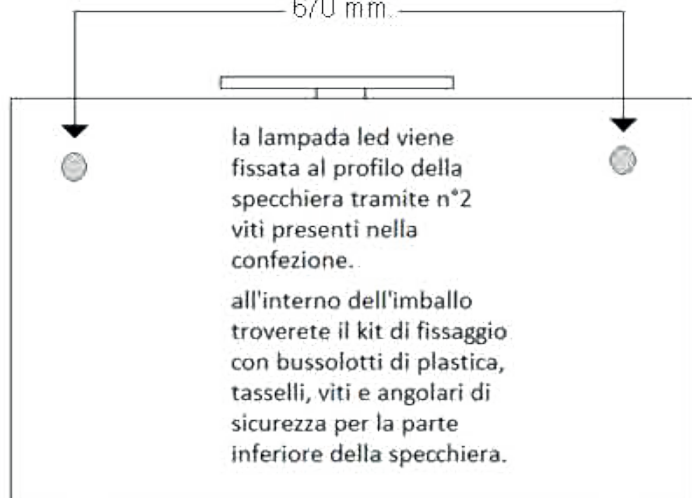 670 mm.
la lampada led viene
fissata al profilo della
specchiera tramite n°2
viti presenti nella
confezione.
all'interno dell'imballo
troverete il kit di fissaggio
con bussolotti di plastica,
tasselli, viti e angolari di
sicurezza per la parte
inferiore della specchiera.